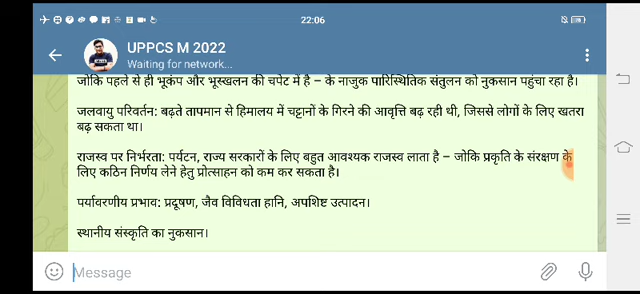 22:06
UPPCS M 2022
Waiting for network...
जोकि पहले से ही भूकंप और भूस्खलन की चपेट में है – के नाजुक पारिस्थितिक संतुलन को नुकसान पहुंचा रहा है।
जलवायु परिवर्तन: बढ़ते तापमान से हिमालय में चट्टानों के गिरने की आवृत्ति बढ़ रही थी, जिससे लोगों के लिए खतरा
बढ़ सकता था।
राजस्व पर निर्भरता: पर्यटन, राज्य सरकारों के लिए बहुत आवश्यक राजस्व लाता है – जोकि प्रकृति के संरक्षण के
लिए कठिन निर्णय लेने हेतु प्रोत्साहन को कम कर सकता है।
पर्यावरणीय प्रभाव: प्रदूषण, जैव विविधता हानि, अपशिष्ट उत्पादन।
स्थानीय संस्कृति का नुकसान।
Message